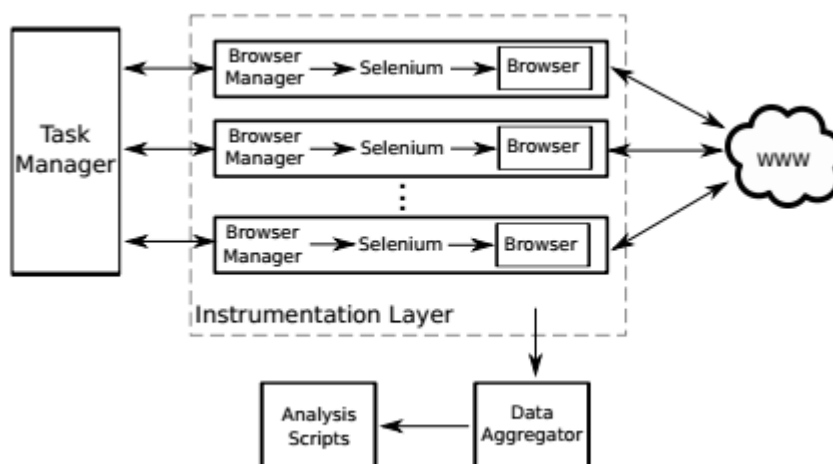 Task
Manager
Browser
Manager
Selenium
Browser
Browser
Manager
Selenium
Browser
Browser
Manager
Selenium
Browser
Instrumentation Layer
www
Analysis
Scripts
Data
Aggregator